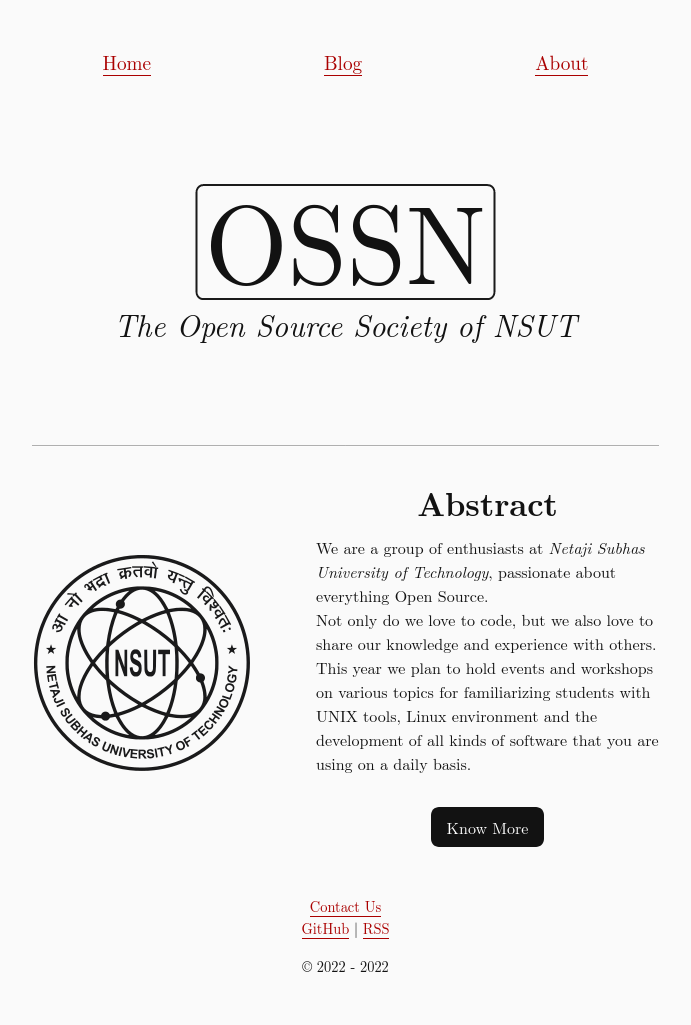 Home Blog About
OSSN
The Open Source Society of NSUT
Abstract
We are a group of enthusiasts at Netaji Subhas
University of Technology, passionate about
everything Open Source.
Not only do we love to code, but we also love to
share our knowledge and experience with others.
This year we plan to hold events and workshops
on various topics for familiarizing students with
UNIX tools, Linux environment and the
development of all kinds of software that you are
using on a daily basis.
आ नो भद्रा क्रतवो यन्तु विश्वतः
NSUT
NETAJI SUBHAS UNIVERSITY OF TECHNOLOGY
Know More
Contact Us
GitHub | RSS
© 2022 - 2022